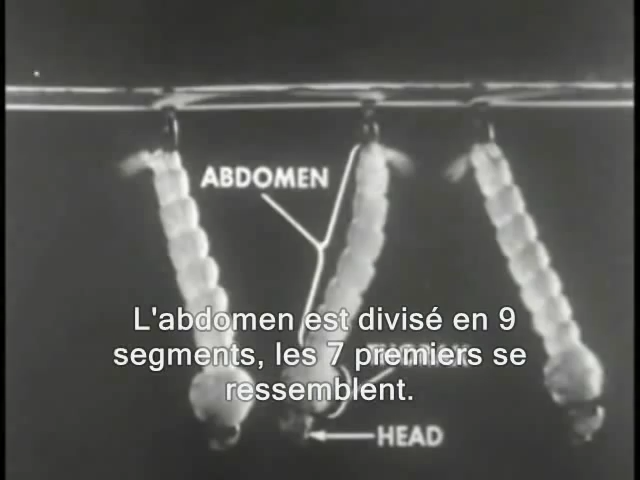 ABDOMEN
L'abdomen est divisé en 9
segments, les 7 premiers se
ressemblent.
HEAD